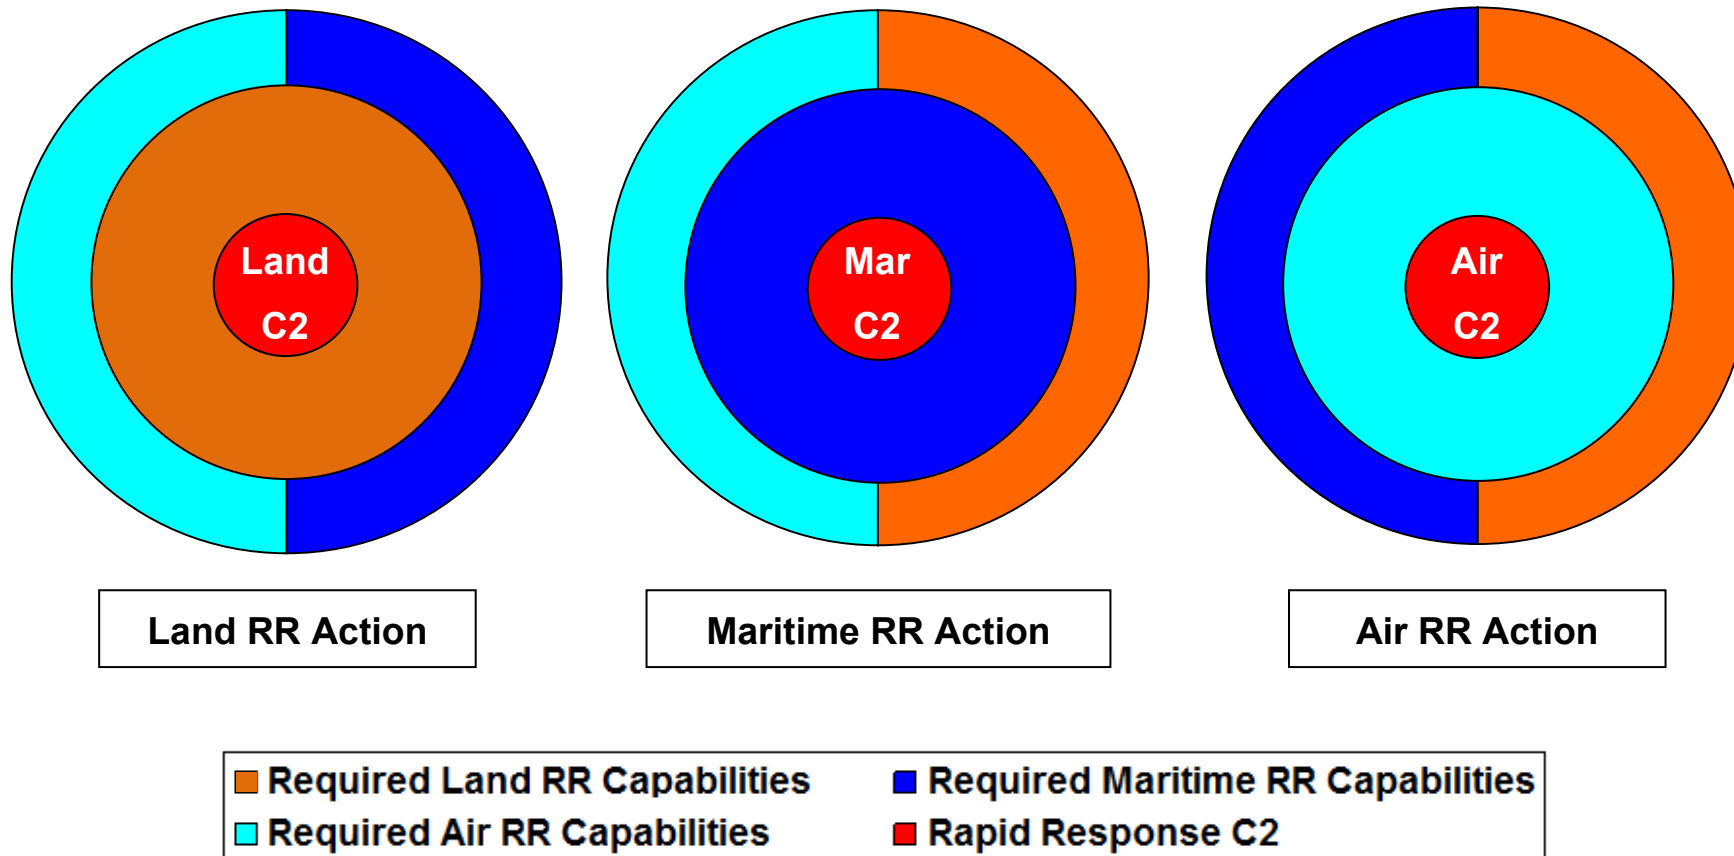 Land
C2
Mar
C2
Air
C2
Land RR Action
Maritime RR Action
Air RR Action
Required Land RR Capabilities
Required Maritime RR Capabilities
Required Air RR Capabilities
Rapid Response C2